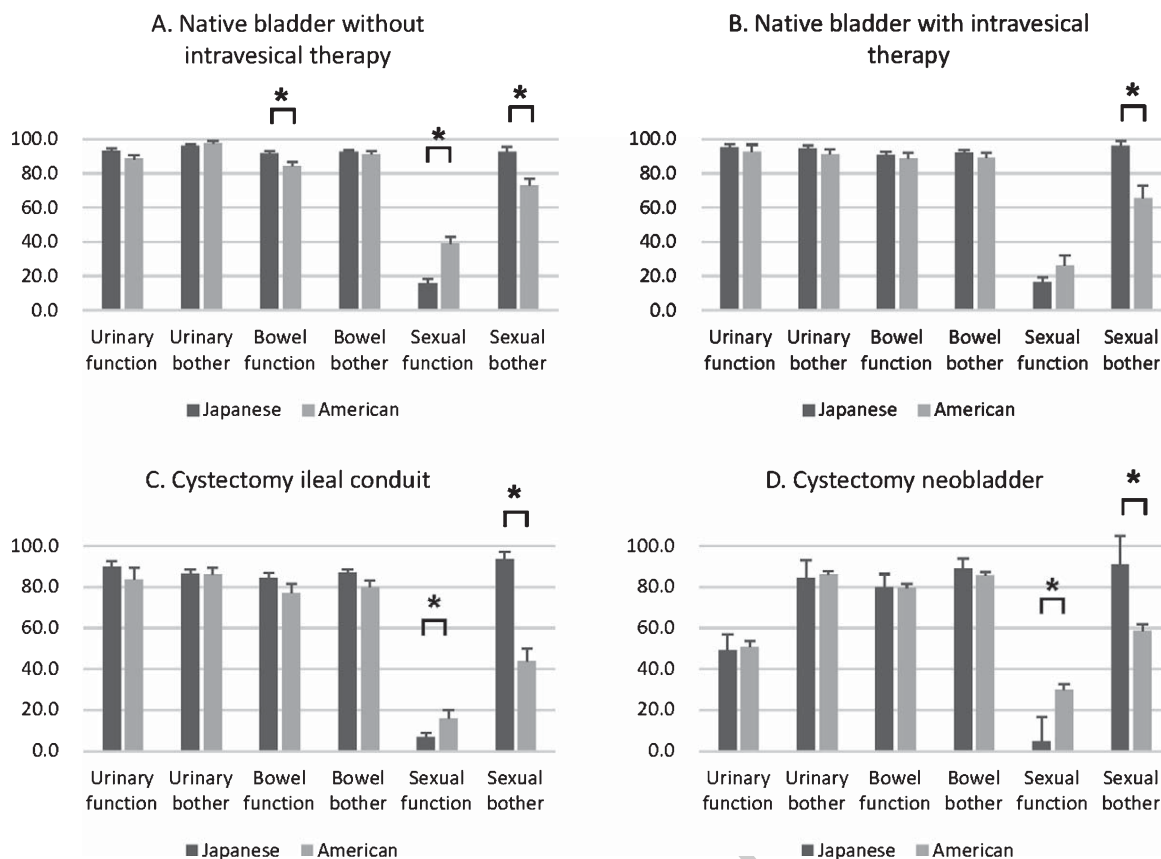 A. Native bladder without
intravesical therapy
* * *
100.0
80.0
60.0
40.0
20.0
0.0
Urinary function
Urinary bother
Bowel function
Bowel bother
Sexual function
Sexual bother
Japanese American
B. Native bladder with intravesical
therapy
*
100.0
80.0
60.0
40.0
20.0
0.0
Urinary function
Urinary bother
Bowel function
Bowel bother
Sexual function
Sexual bother
Japanese American
C. Cystectomy ileal conduit
* *
100.0
80.0
60.0
40.0
20.0
0.0
Urinary function
Urinary bother
Bowel function
Bowel bother
Sexual function
Sexual bother
Japanese American
D. Cystectomy neobladder
* *
100.0
80.0
60.0
40.0
20.0
0.0
Urinary function
Urinary bother
Bowel function
Bowel bother
Sexual function
Sexual bother
Japanese American